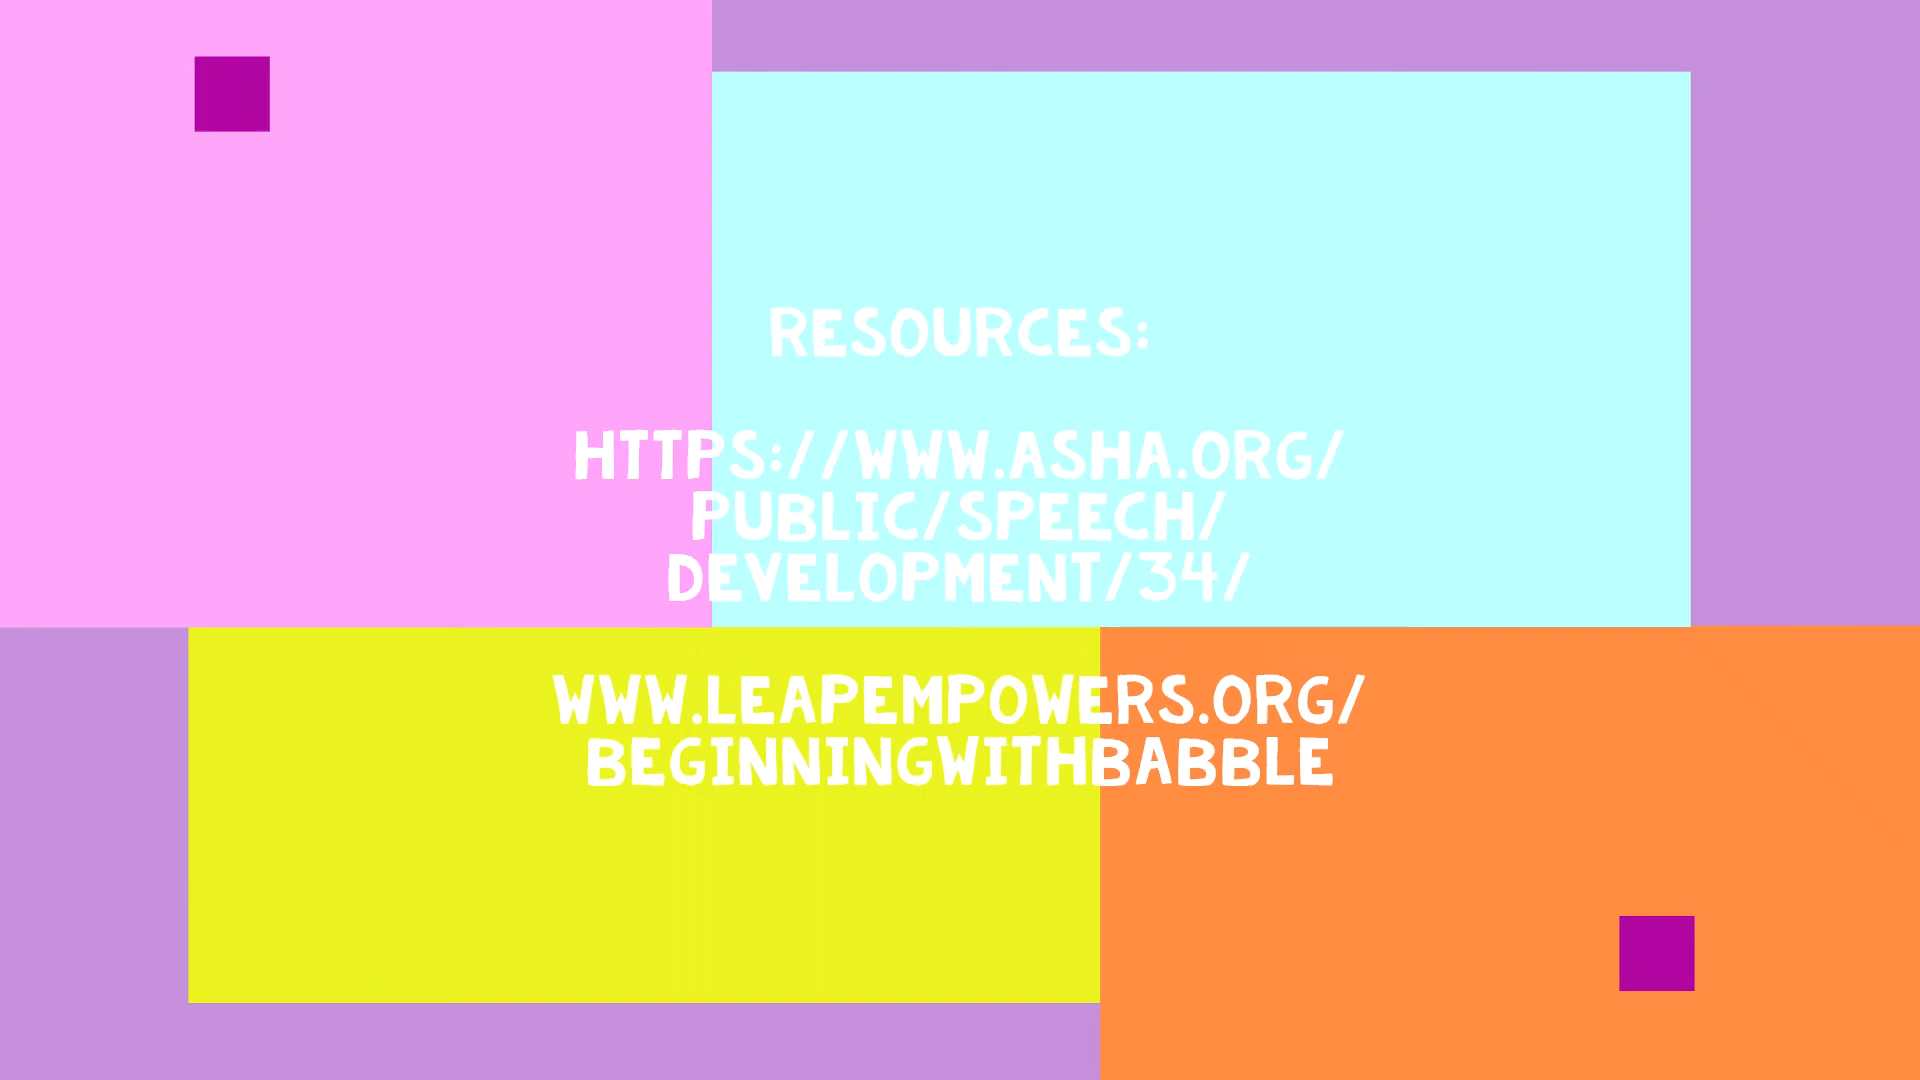 RESOURCES:
HTTPS://WWW.ASHA.ORG/
PUBLIC/SPEECH/
DEVELOPMENT/34/
WWW.LEAPEMPOWERS.ORG/
BEGINNINGWITHBABBLE